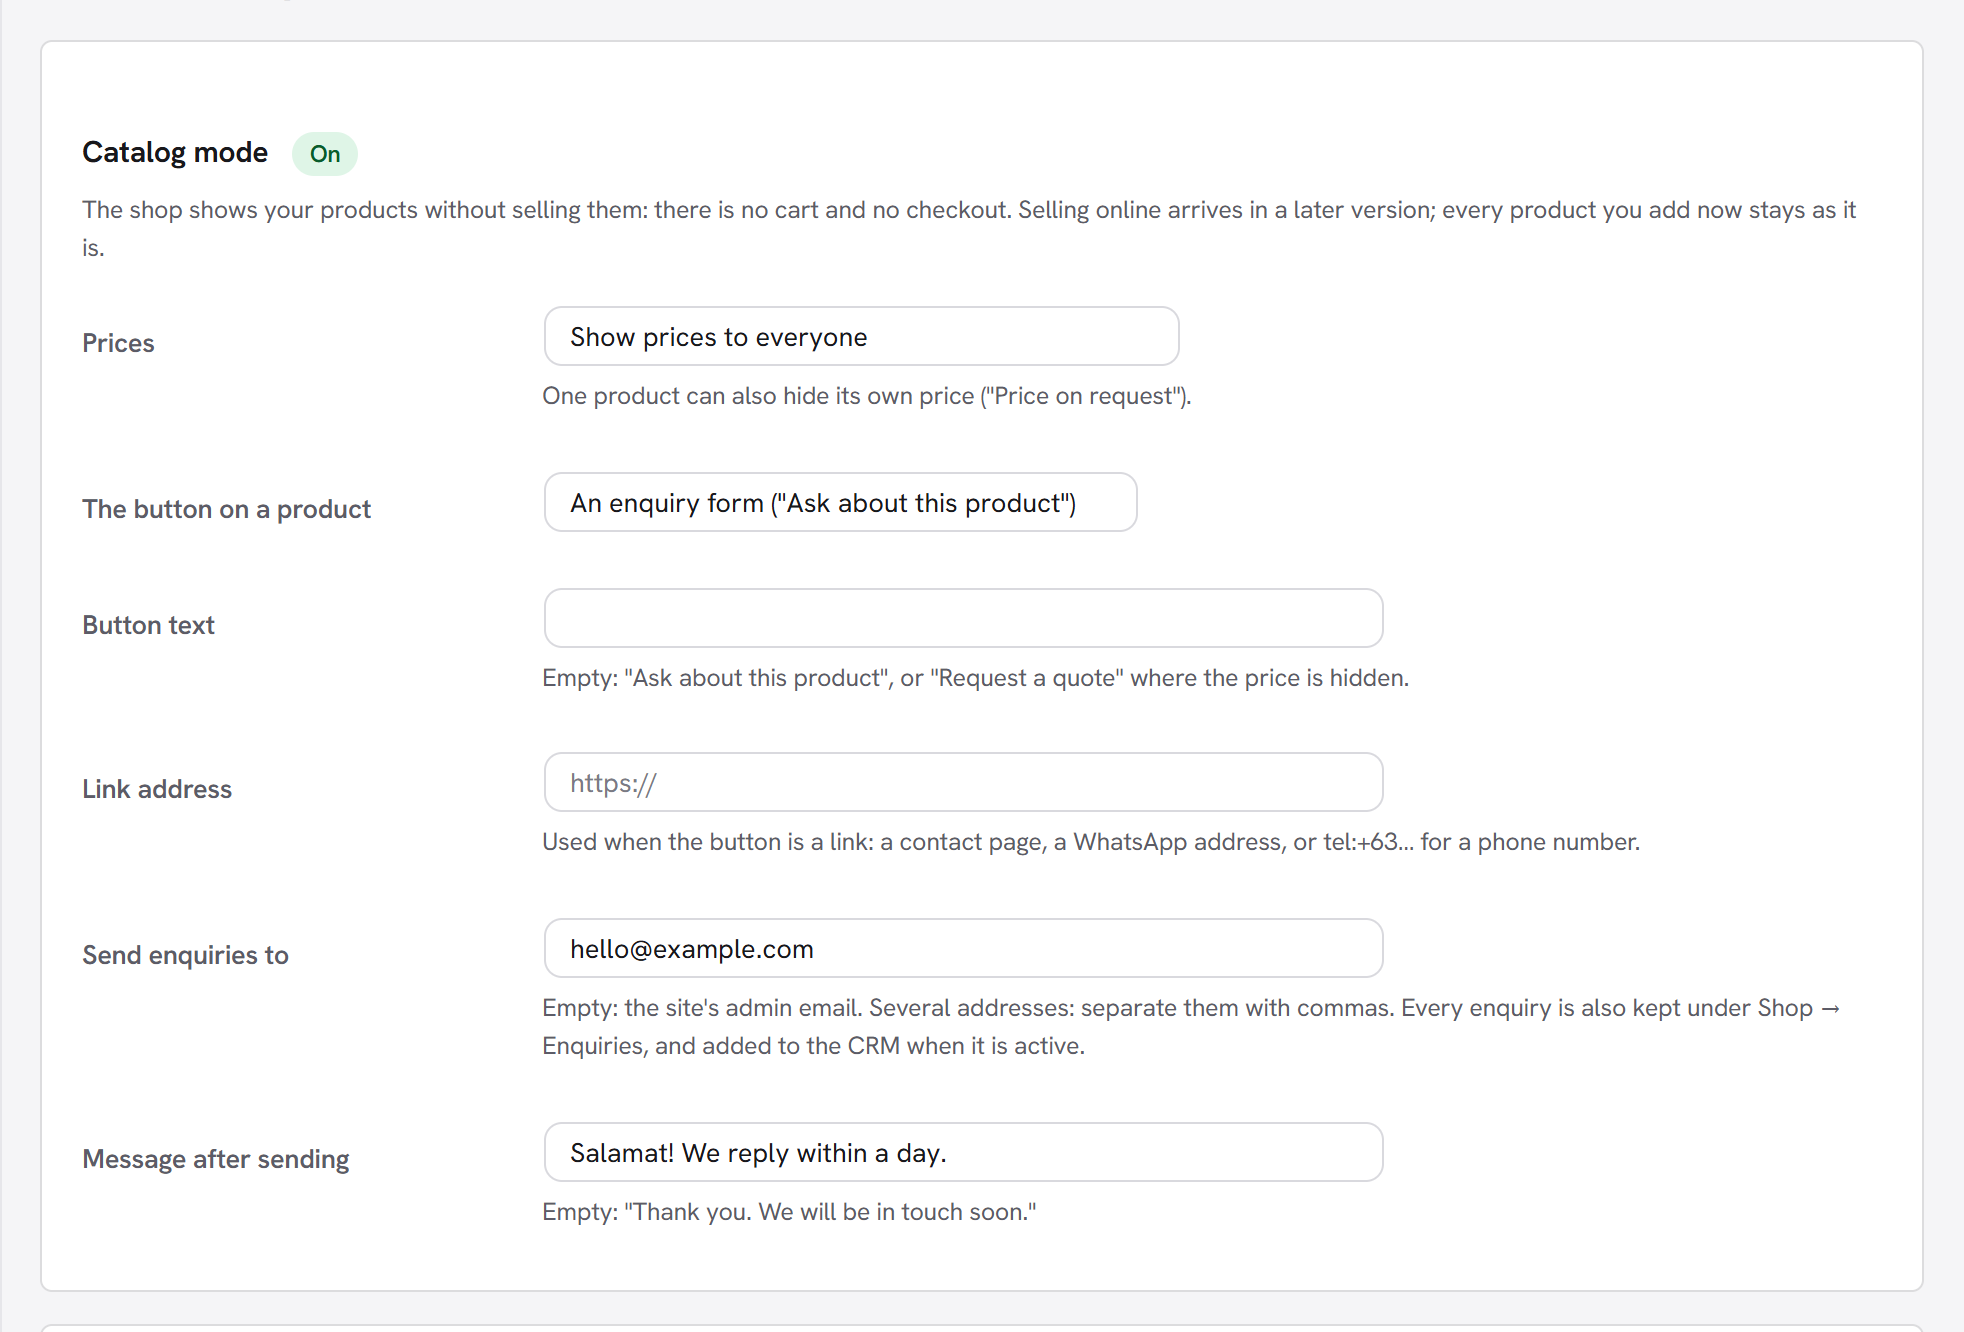 Catalog mode On
The shop shows your products without selling them: there is no cart and no checkout. Selling online arrives in a later version; every product you add now stays as it
is.
Prices
Show prices to everyone
One product can also hide its own price ("Price on request").
The button on a product
An enquiry form ("Ask about this product")
Button text
Empty: "Ask about this product", or "Request a quote" where the price is hidden.
Link address
https://
Used when the button is a link: a contact page, a WhatsApp address, or tel:+63... for a phone number.
Send enquiries to
hello@example.com
Empty: the site's admin email. Several addresses: separate them with commas. Every enquiry is also kept under Shop →
Enquiries, and added to the CRM when it is active.
Message after sending
Salamat! We reply within a day.
Empty: "Thank you. We will be in touch soon."